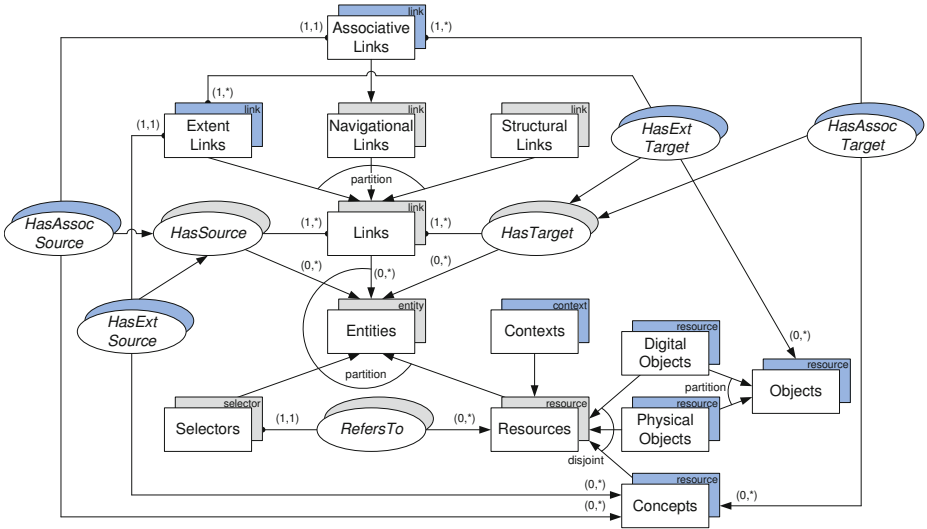 link
(1,1)
Associative
Links
(1,*)
(1,*)
link
link
link
(1,1)
Extent
Links
Navigational
Links
Structural
Links
HasExt
Target
HasAssoc
Target
partition
link
HasAssoc
Source
HasSource
(1,*)
Links
(1,*)
HasTarget
(0,*)
(0,*)
(0,*)
entity
context
HasExt
Source
Entities
Contexts
resource
Digital
Objects
(0,*)
resource
partition
partition
Objects
selector
resource
resource
Selectors
(1,1)
RefersTo
(0,*)
Resources
Physical
Objects
disjoint
resource
(0,*)
(0,*)
Concepts
(0,*)